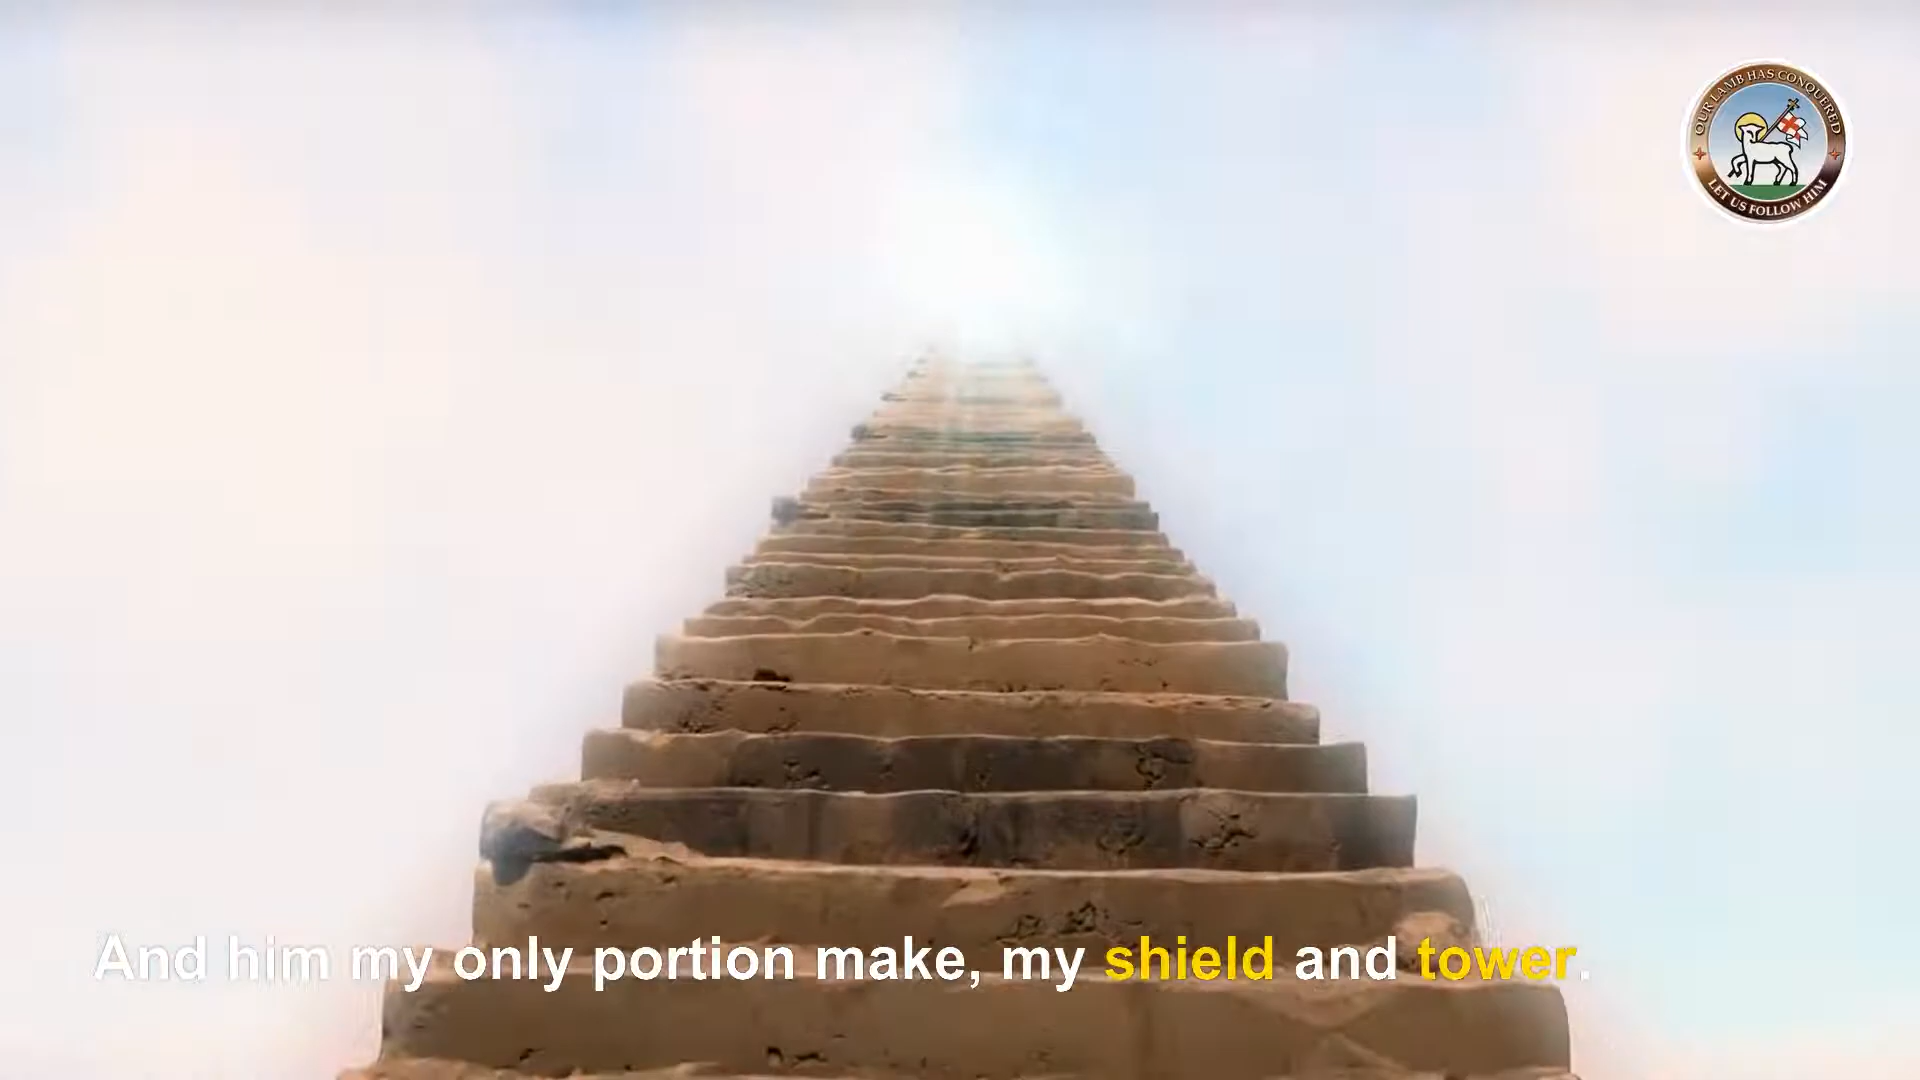 OUR LAMB HAS CONQUERED
LET US FOLLOW HIM
And him my only portion make, my shield and tower.